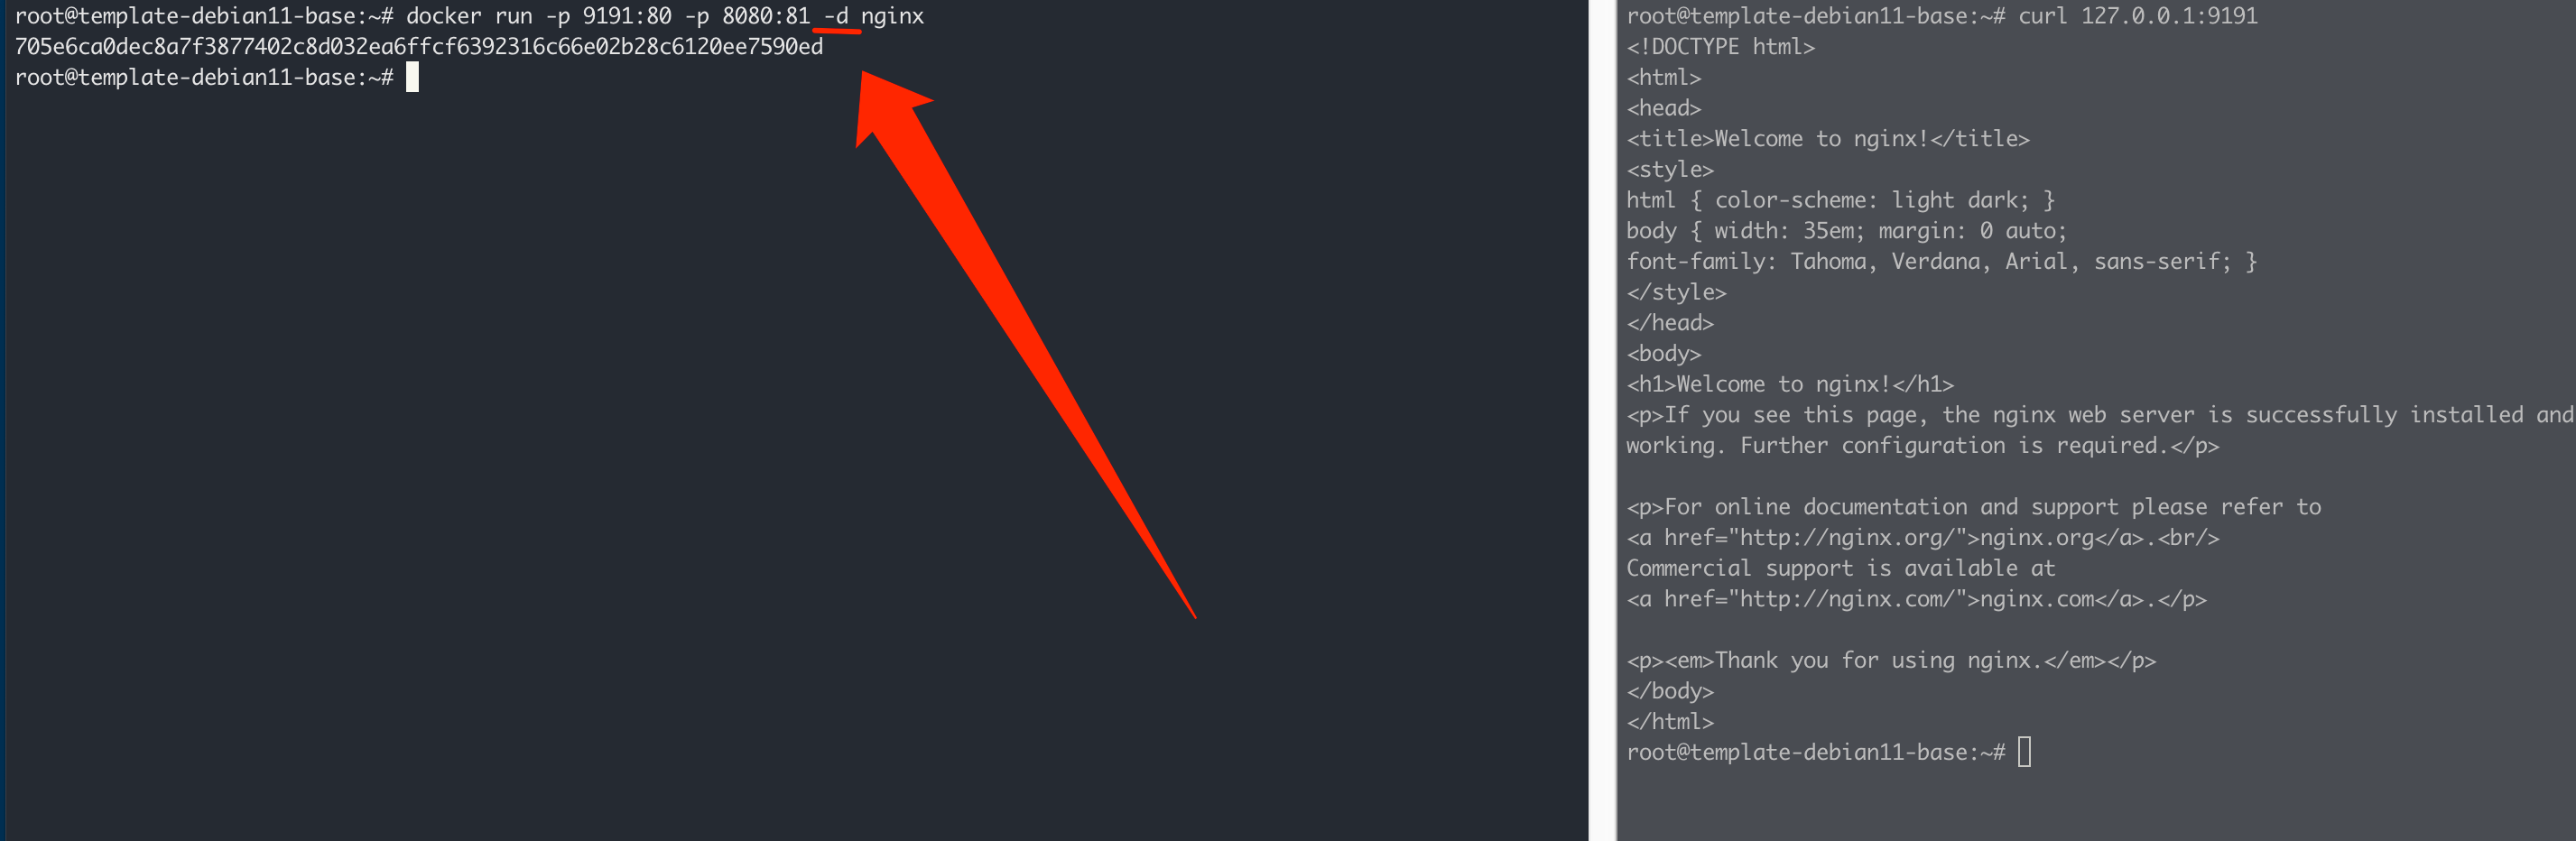 root@template-debian11-base:~# docker run -p 9191:80 -p 8080:81 -d nginx
705e6ca0dec8a7f3877402c8d032ea6ffcf6392316c66e02b28c6120ee7590ed
root@template-debian11-base:~#
root@template-debian11-base:~# curl 127.0.0.1:9191
<!DOCTYPE html>
<html>
<head>
<title>Welcome to nginx!</title>
<style>
html { color-scheme: light dark; }
body { width: 35em; margin: 0 auto;
font-family: Tahoma, Verdana, Arial, sans-serif; }
</style>
</head>
<body>
<h1>Welcome to nginx!</h1>
<p>If you see this page, the nginx web server is successfully installed and
working. Further configuration is required.</p>
<p>For online documentation and support please refer to
<a href="http://nginx.org/">nginx.org</a>.<br/>
Commercial support is available at
<a href="http://nginx.com/">nginx.com</a>.</p>
<p><em>Thank you for using nginx.</em></p>
</body>
</html>
root@template-debian11-base:~#